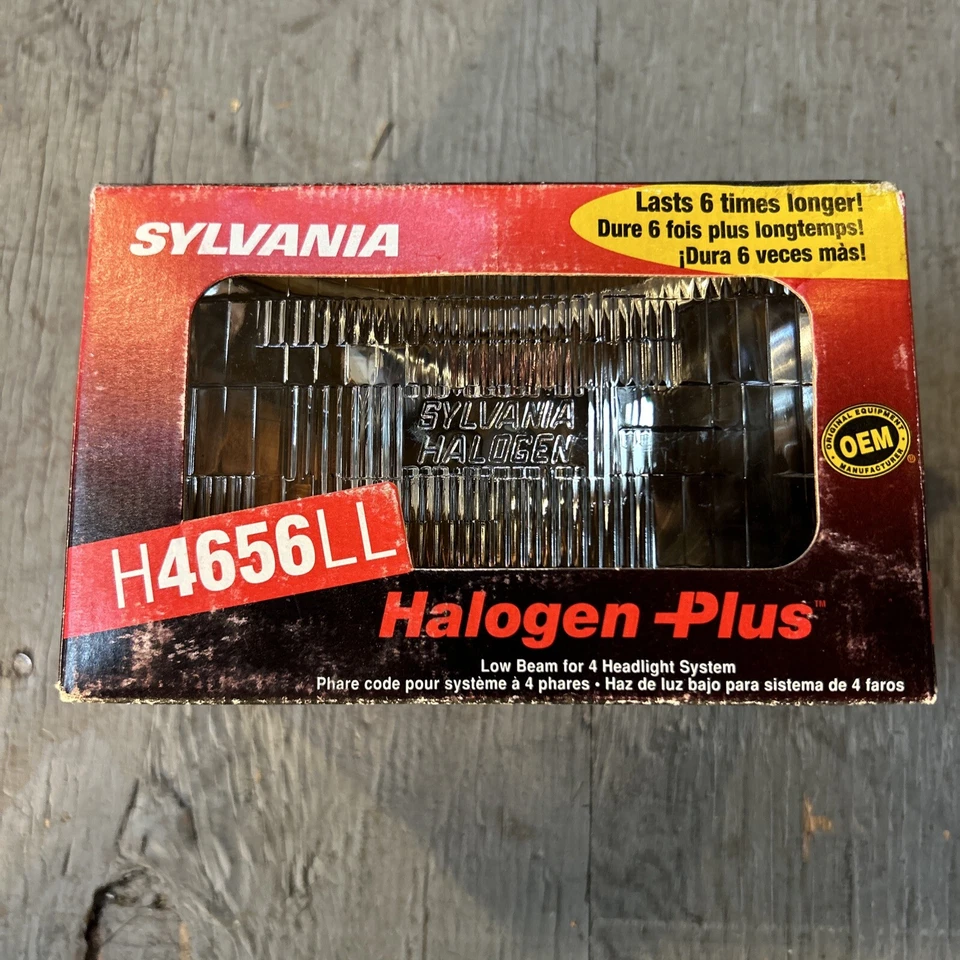 SYLVANIA
Lasts 6 times longer!
Dure 6 fois plus longtemps!
¡Dura 6 veces màs!
SYLVANIA
HALOGEN
ORIGINAL EQUIPMENT
OEM
MANUFACTURER
®
H4656LL
Halogen Plus™
Low Beam for 4 Headlight System
Phare code pour système à 4 phares • Haz de luz bajo para sistema de 4 faros